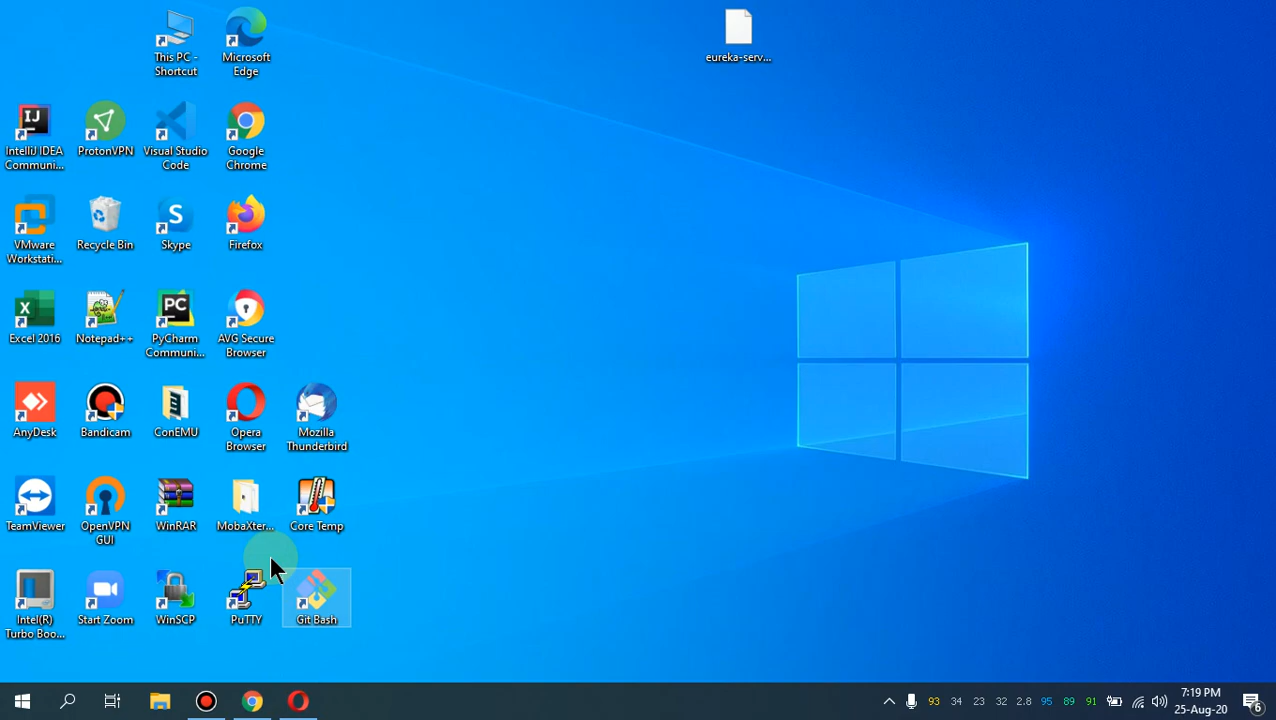 This PC -
Shortcut
Microsoft
Edge
eureka-serv...
IJ
IntelliJ IDEA
Communi...
ProtonVPN
Visual Studio
Code
Google
Chrome
VMware
Workstati...
Recycle Bin
S
Skype
Firefox
X
Excel 2016
Notepad++
PC
PyCharm
Communi...
AVG Secure
Browser
AnyDesk
Bandicam
ConEMU
Opera
Browser
Mozilla
Thunderbird
TeamViewer
OpenVPN
GUI
WinRAR
MobaXter...
Core Temp
Intel(R)
Turbo Boo...
Start Zoom
WinSCP
PuTTY
Git Bash
93 34 23 32 2.8 95 89 91
7:19 PM
25-Aug-20
6